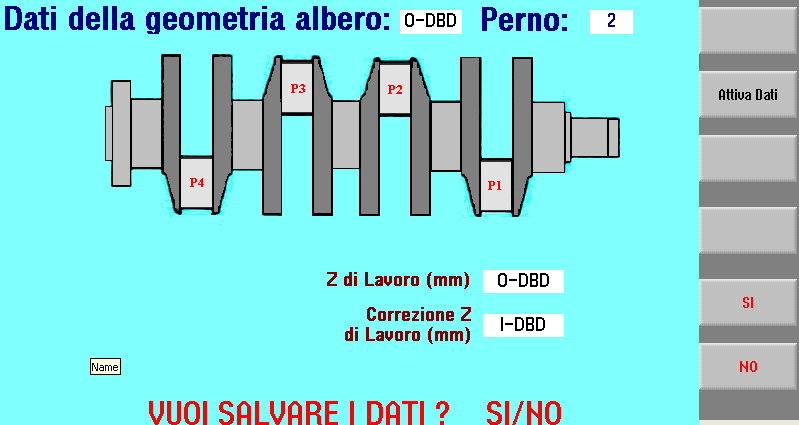 Dati della geometria albero: O-DBD Perno: 2
P3
P2
P4
P1
Attiva Dati
Z di Lavoro (mm) O-DBD
Correzione Z
di Lavoro (mm) I-DBD
SI
Name
NO
VUOI SALVARE I DATI ? SI/NO